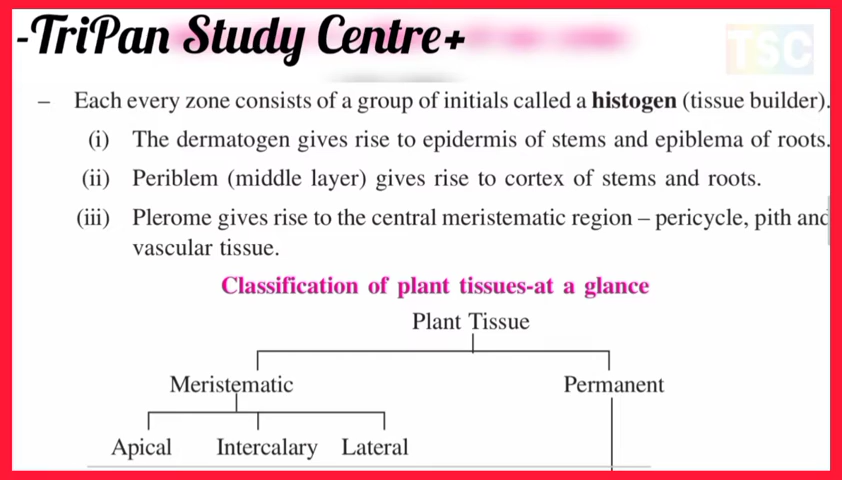 -TriPan Study Centre+
TSC
– Each every zone consists of a group of initials called a histogen (tissue builder).
(i) The dermatogen gives rise to epidermis of stems and epiblema of roots.
(ii) Periblem (middle layer) gives rise to cortex of stems and roots.
(iii) Plerome gives rise to the central meristematic region – pericycle, pith and
vascular tissue.
Classification of plant tissues-at a glance
Plant Tissue
Meristematic Permanent
Apical Intercalary Lateral